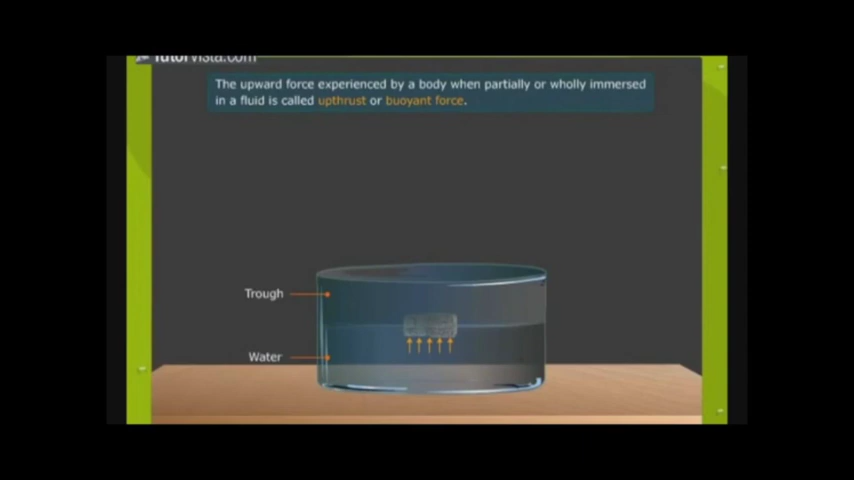 TutorVista.com
The upward force experienced by a body when partially or wholly immersed
in a fluid is called upthrust or buoyant force.
Trough
Water